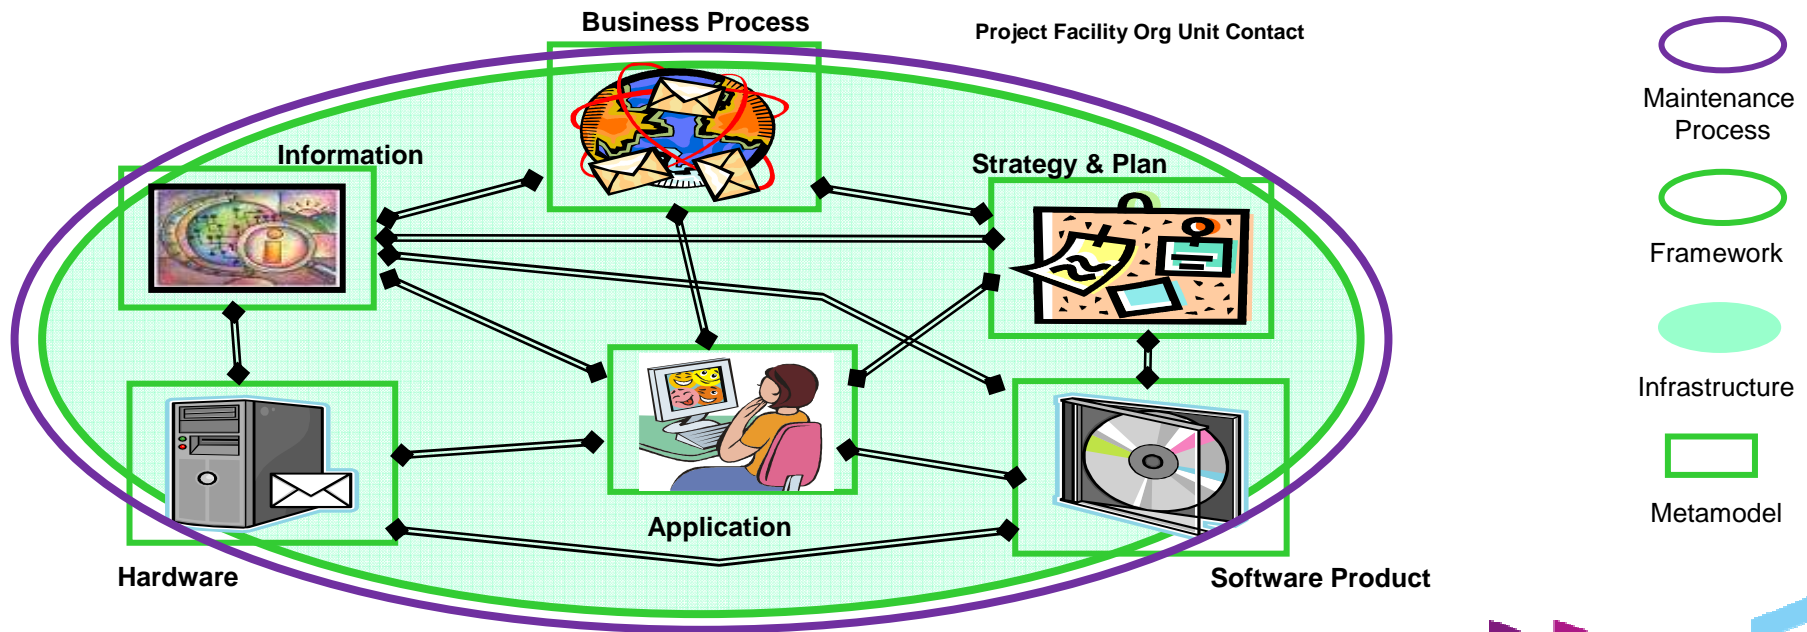 Business Process
Project Facility Org Unit Contact
Information
Strategy & Plan
Application
Hardware
Software Product
Maintenance
Process
Framework
Infrastructure
Metamodel